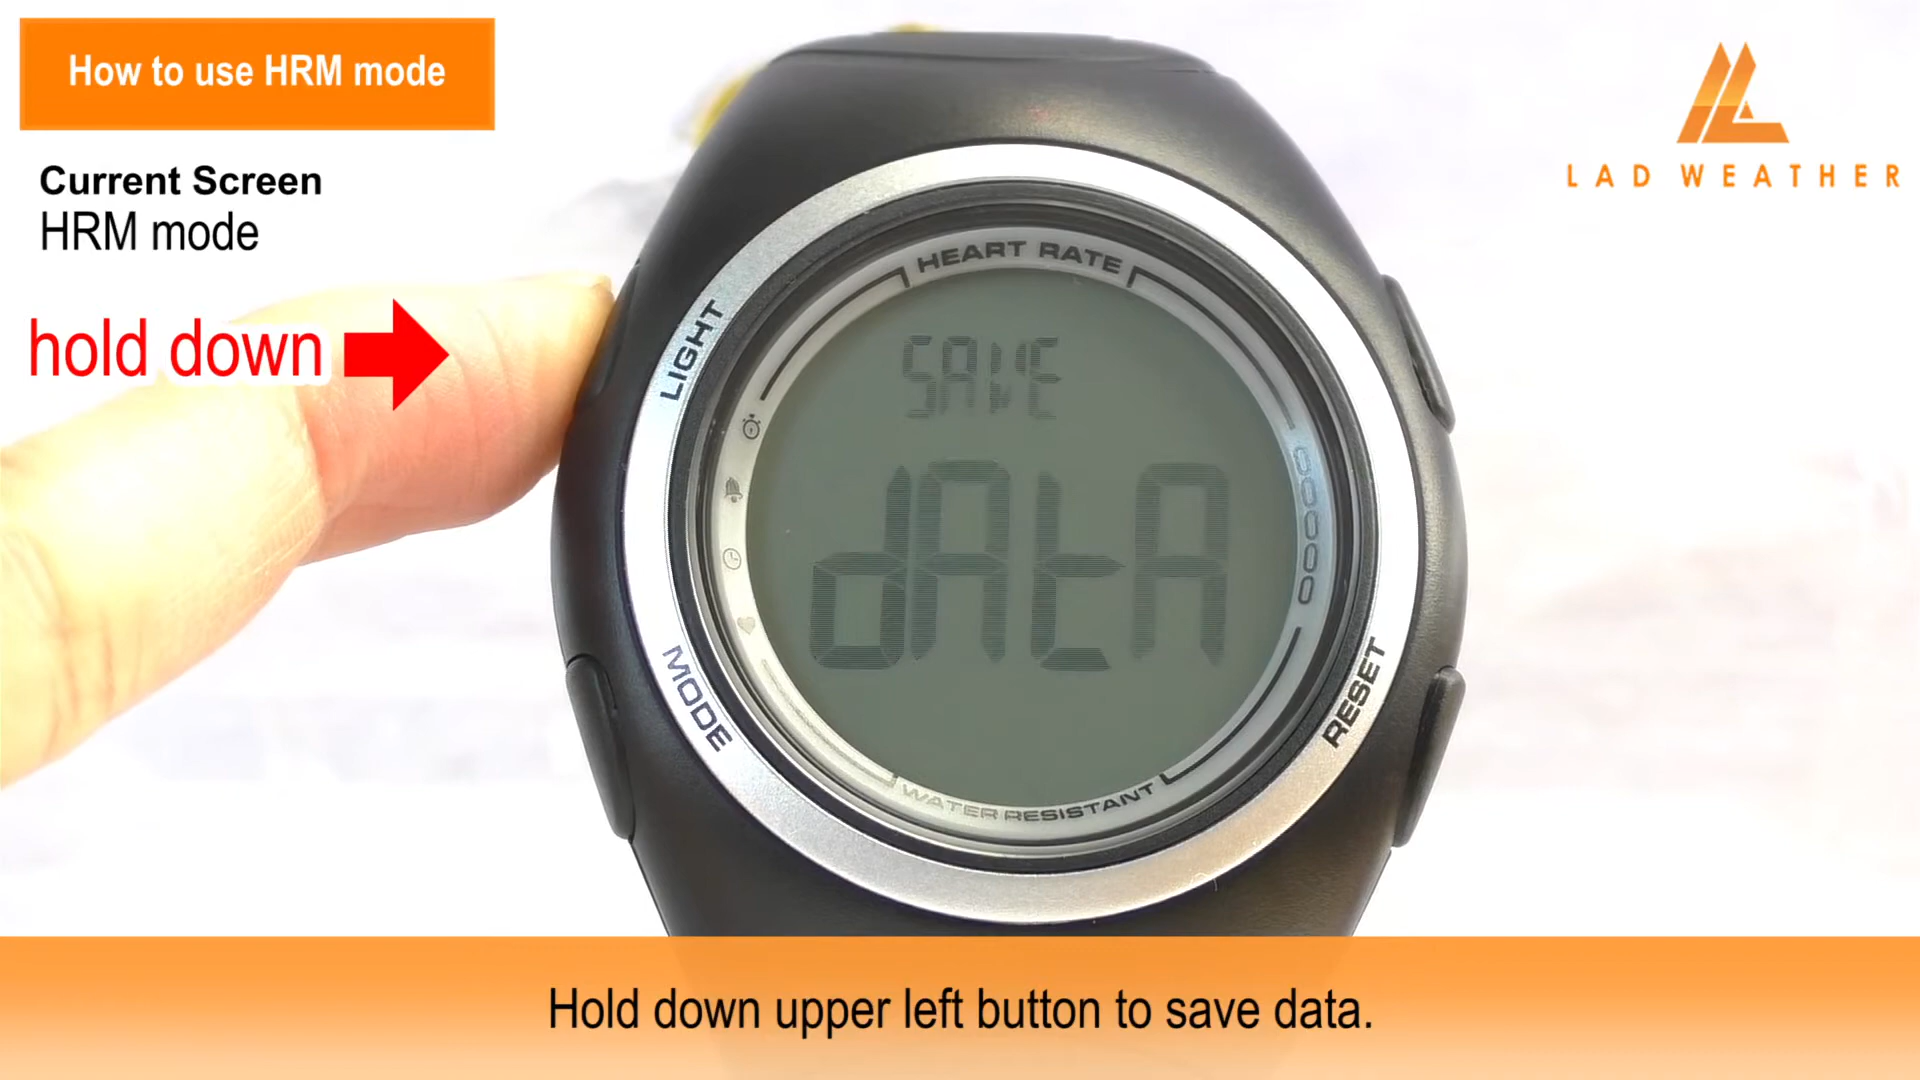 How to use HRM mode
Current Screen
HRM mode
hold down
LAD WEATHER
HEART RATE
LIGHT
SAVE
dAtA
MODE
RESET
WATER RESISTANT
Hold down upper left button to save data.